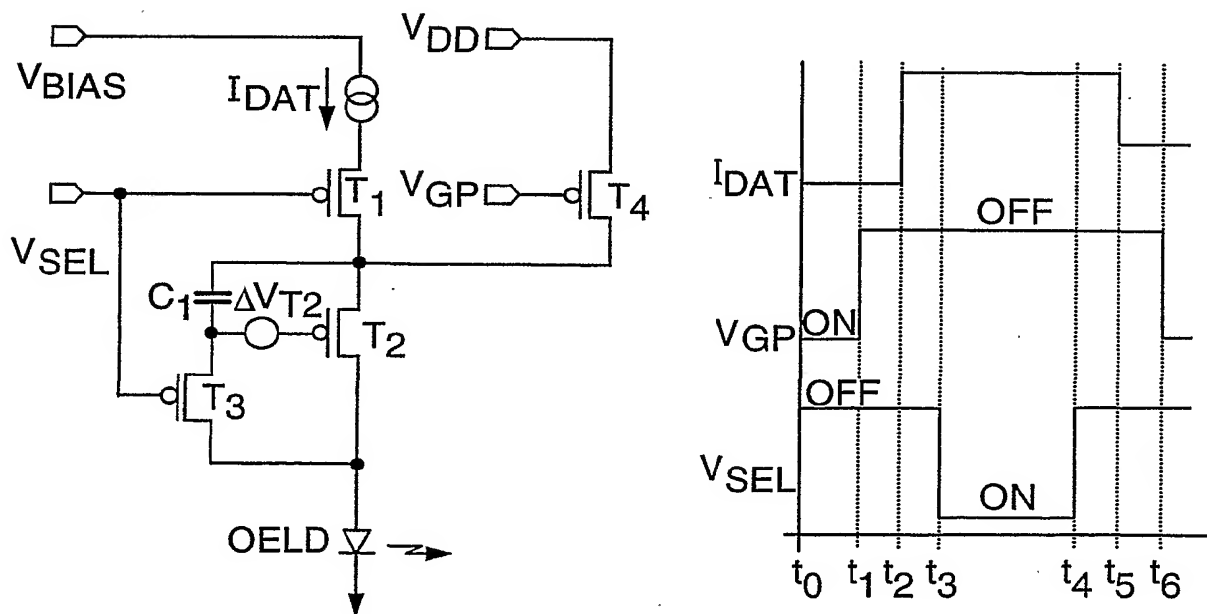 VDD
VBIAS
IDAT
T1
VGP
T4
VSEL
C1
ΔVT2
T2
T3
OELD
IDAT
OFF
VGP
ON
OFF
VSEL
ON
t0 t1 t2 t3 t4 t5 t6